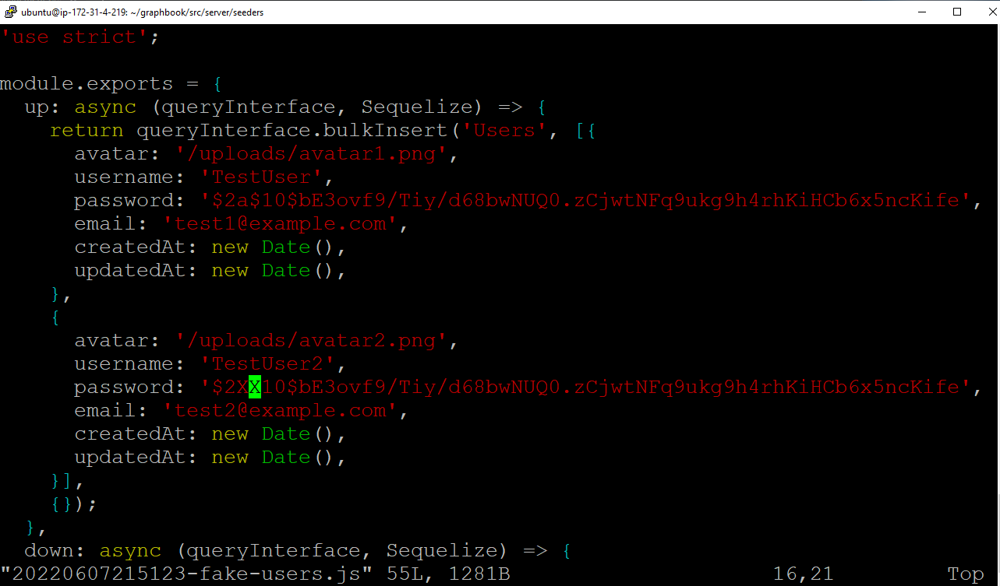 ubuntu@ip-172-31-4-219: ~/graphbook/src/server/seeders
'use strict';
module.exports = {
  up: async (queryInterface, Sequelize) => {
    return queryInterface.bulkInsert('Users', [{
      avatar: '/uploads/avatar1.png',
      username: 'TestUser',
      password: '$2a$10$bE3ovf9/Tiy/d68bwNUQ0.zCjwtNFq9ukg9h4rhKiHCb6x5ncKife',
      email: 'test1@example.com',
      createdAt: new Date(),
      updatedAt: new Date(),
    },
    {
      avatar: '/uploads/avatar2.png',
      username: 'TestUser2',
      password: '$2XX10$bE3ovf9/Tiy/d68bwNUQ0.zCjwtNFq9ukg9h4rhKiHCb6x5ncKife',
      email: 'test2@example.com',
      createdAt: new Date(),
      updatedAt: new Date(),
    }],
    {});
  },
  down: async (queryInterface, Sequelize) => {
"20220607215123-fake-users.js" 55L, 1281B 16,21 Top